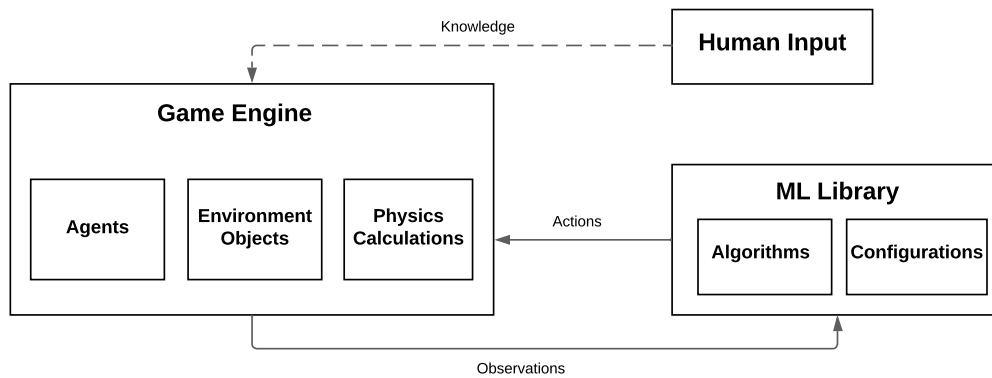 Knowledge
Human Input
Game Engine
Agents
Environment
Objects
Physics
Calculations
Actions
ML Library
Algorithms
Configurations
Observations